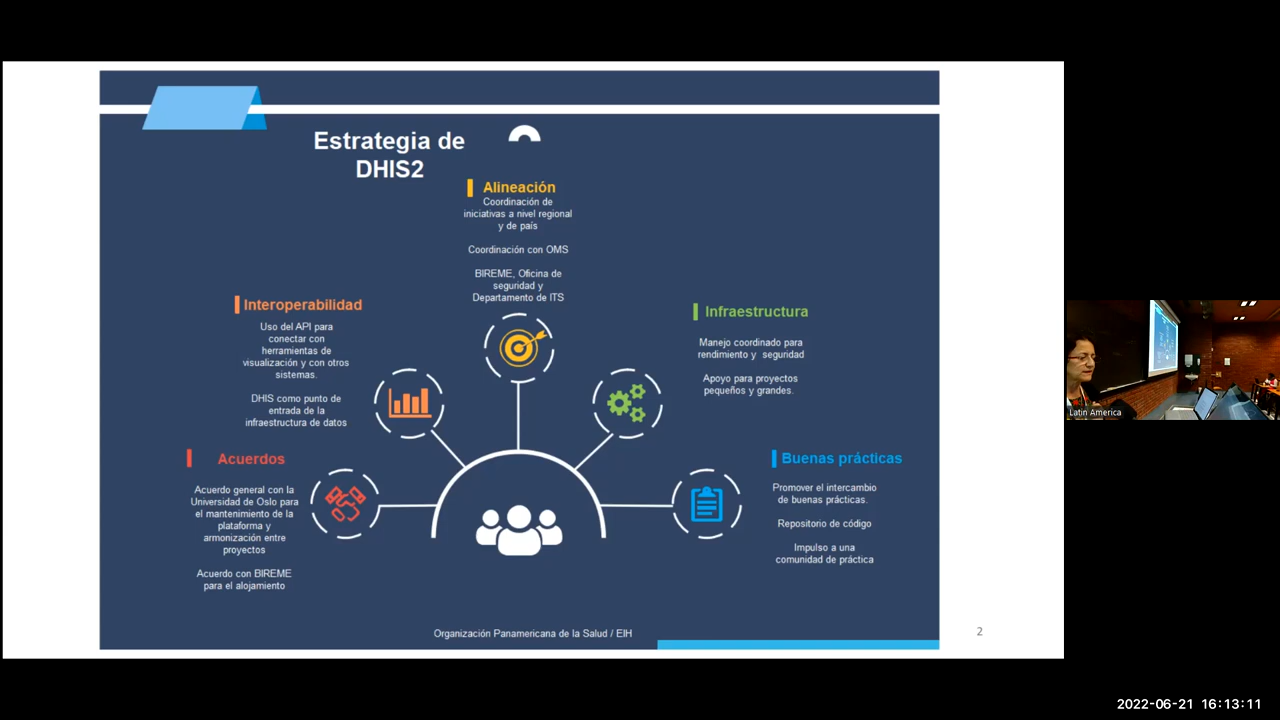 Estrategia de
DHIS2
Alineación
Coordinación de
iniciativas a nivel regional
y de país
Coordinación con OMS
BIREME, Oficina de
seguridad y
Departamento de ITS
Interoperabilidad
Uso del API para
conectar con
herramientas de
visualización y con otros
sistemas.
DHIS como punto de
entrada de la
infraestructura de datos
Infraestructura
Manejo coordinado para
rendimiento y seguridad
Apoyo para proyectos
pequeños y grandes.
Acuerdos
Acuerdo general con la
Universidad de Oslo para
el mantenimiento de la
plataforma y
armonización entre
proyectos
Acuerdo con BIREME
para el alojamiento
Buenas prácticas
Promover el intercambio
de buenas prácticas.
Repositorio de código
Impulso a una
comunidad de práctica
Organización Panamericana de la Salud / EIH
2
Latin America
2022-06-21 16:13:11